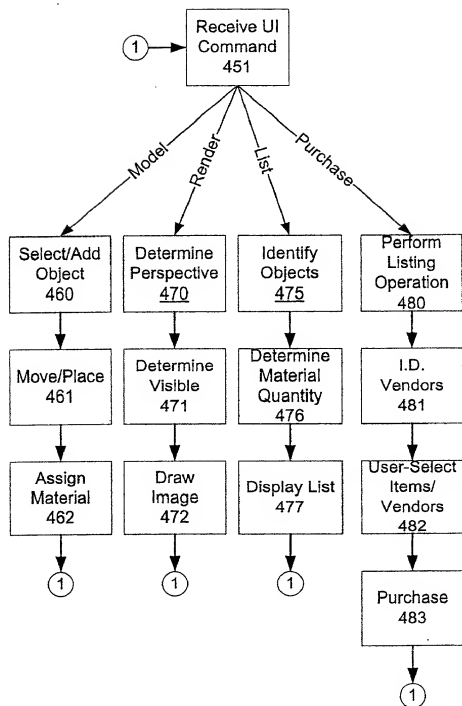 Receive UI
Command
451
1
Model
Render
List
Purchase
Select/Add
Object
460
Determine
Perspective
470
Identify
Objects
475
Perform
Listing
Operation
480
Move/Place
461
Determine
Visible
471
Determine
Material
Quantity
476
I.D.
Vendors
481
Assign
Material
462
Draw
Image
472
Display List
477
User-Select
Items/
Vendors
482
1
1
1
Purchase
483
1